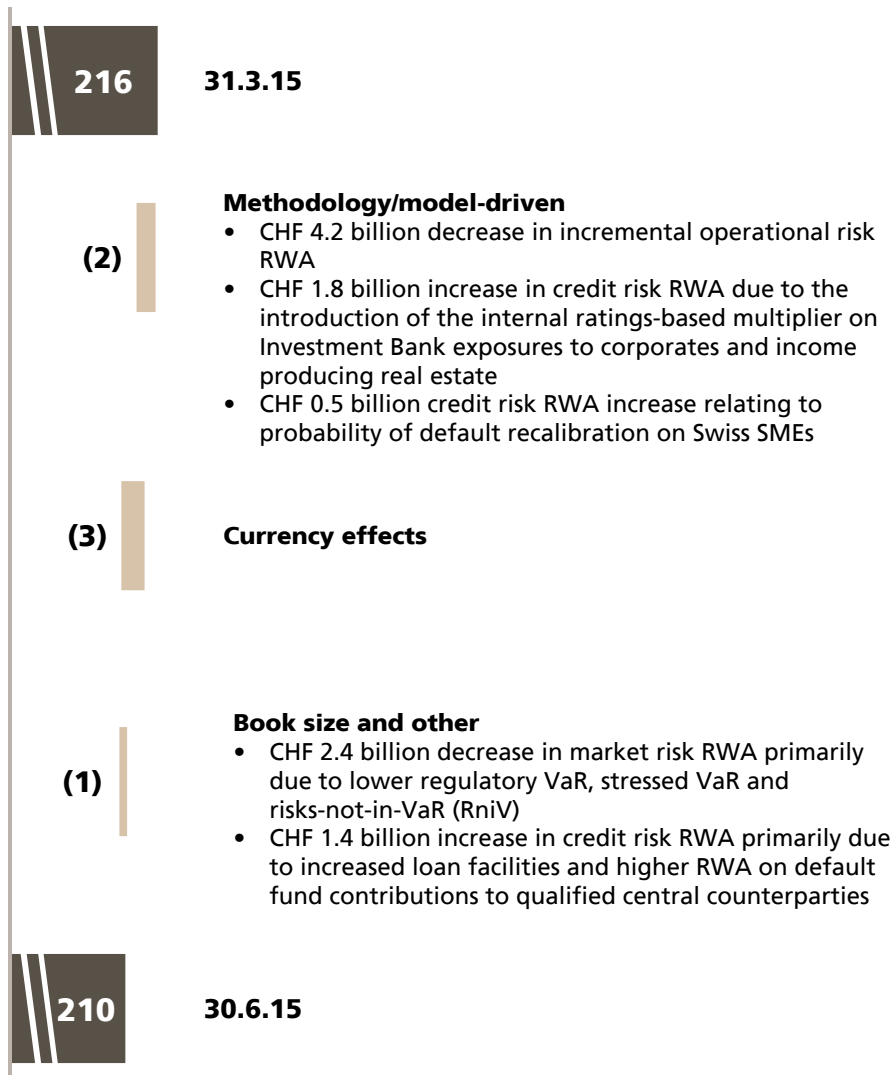 216 31.3.15
Methodology/model-driven
(2)
• CHF 4.2 billion decrease in incremental operational risk
RWA
• CHF 1.8 billion increase in credit risk RWA due to the
introduction of the internal ratings-based multiplier on
Investment Bank exposures to corporates and income
producing real estate
• CHF 0.5 billion credit risk RWA increase relating to
probability of default recalibration on Swiss SMEs
(3) Currency effects
Book size and other
(1)
• CHF 2.4 billion decrease in market risk RWA primarily
due to lower regulatory VaR, stressed VaR and
risks-not-in-VaR (RniV)
• CHF 1.4 billion increase in credit risk RWA primarily due
to increased loan facilities and higher RWA on default
fund contributions to qualified central counterparties
210 30.6.15